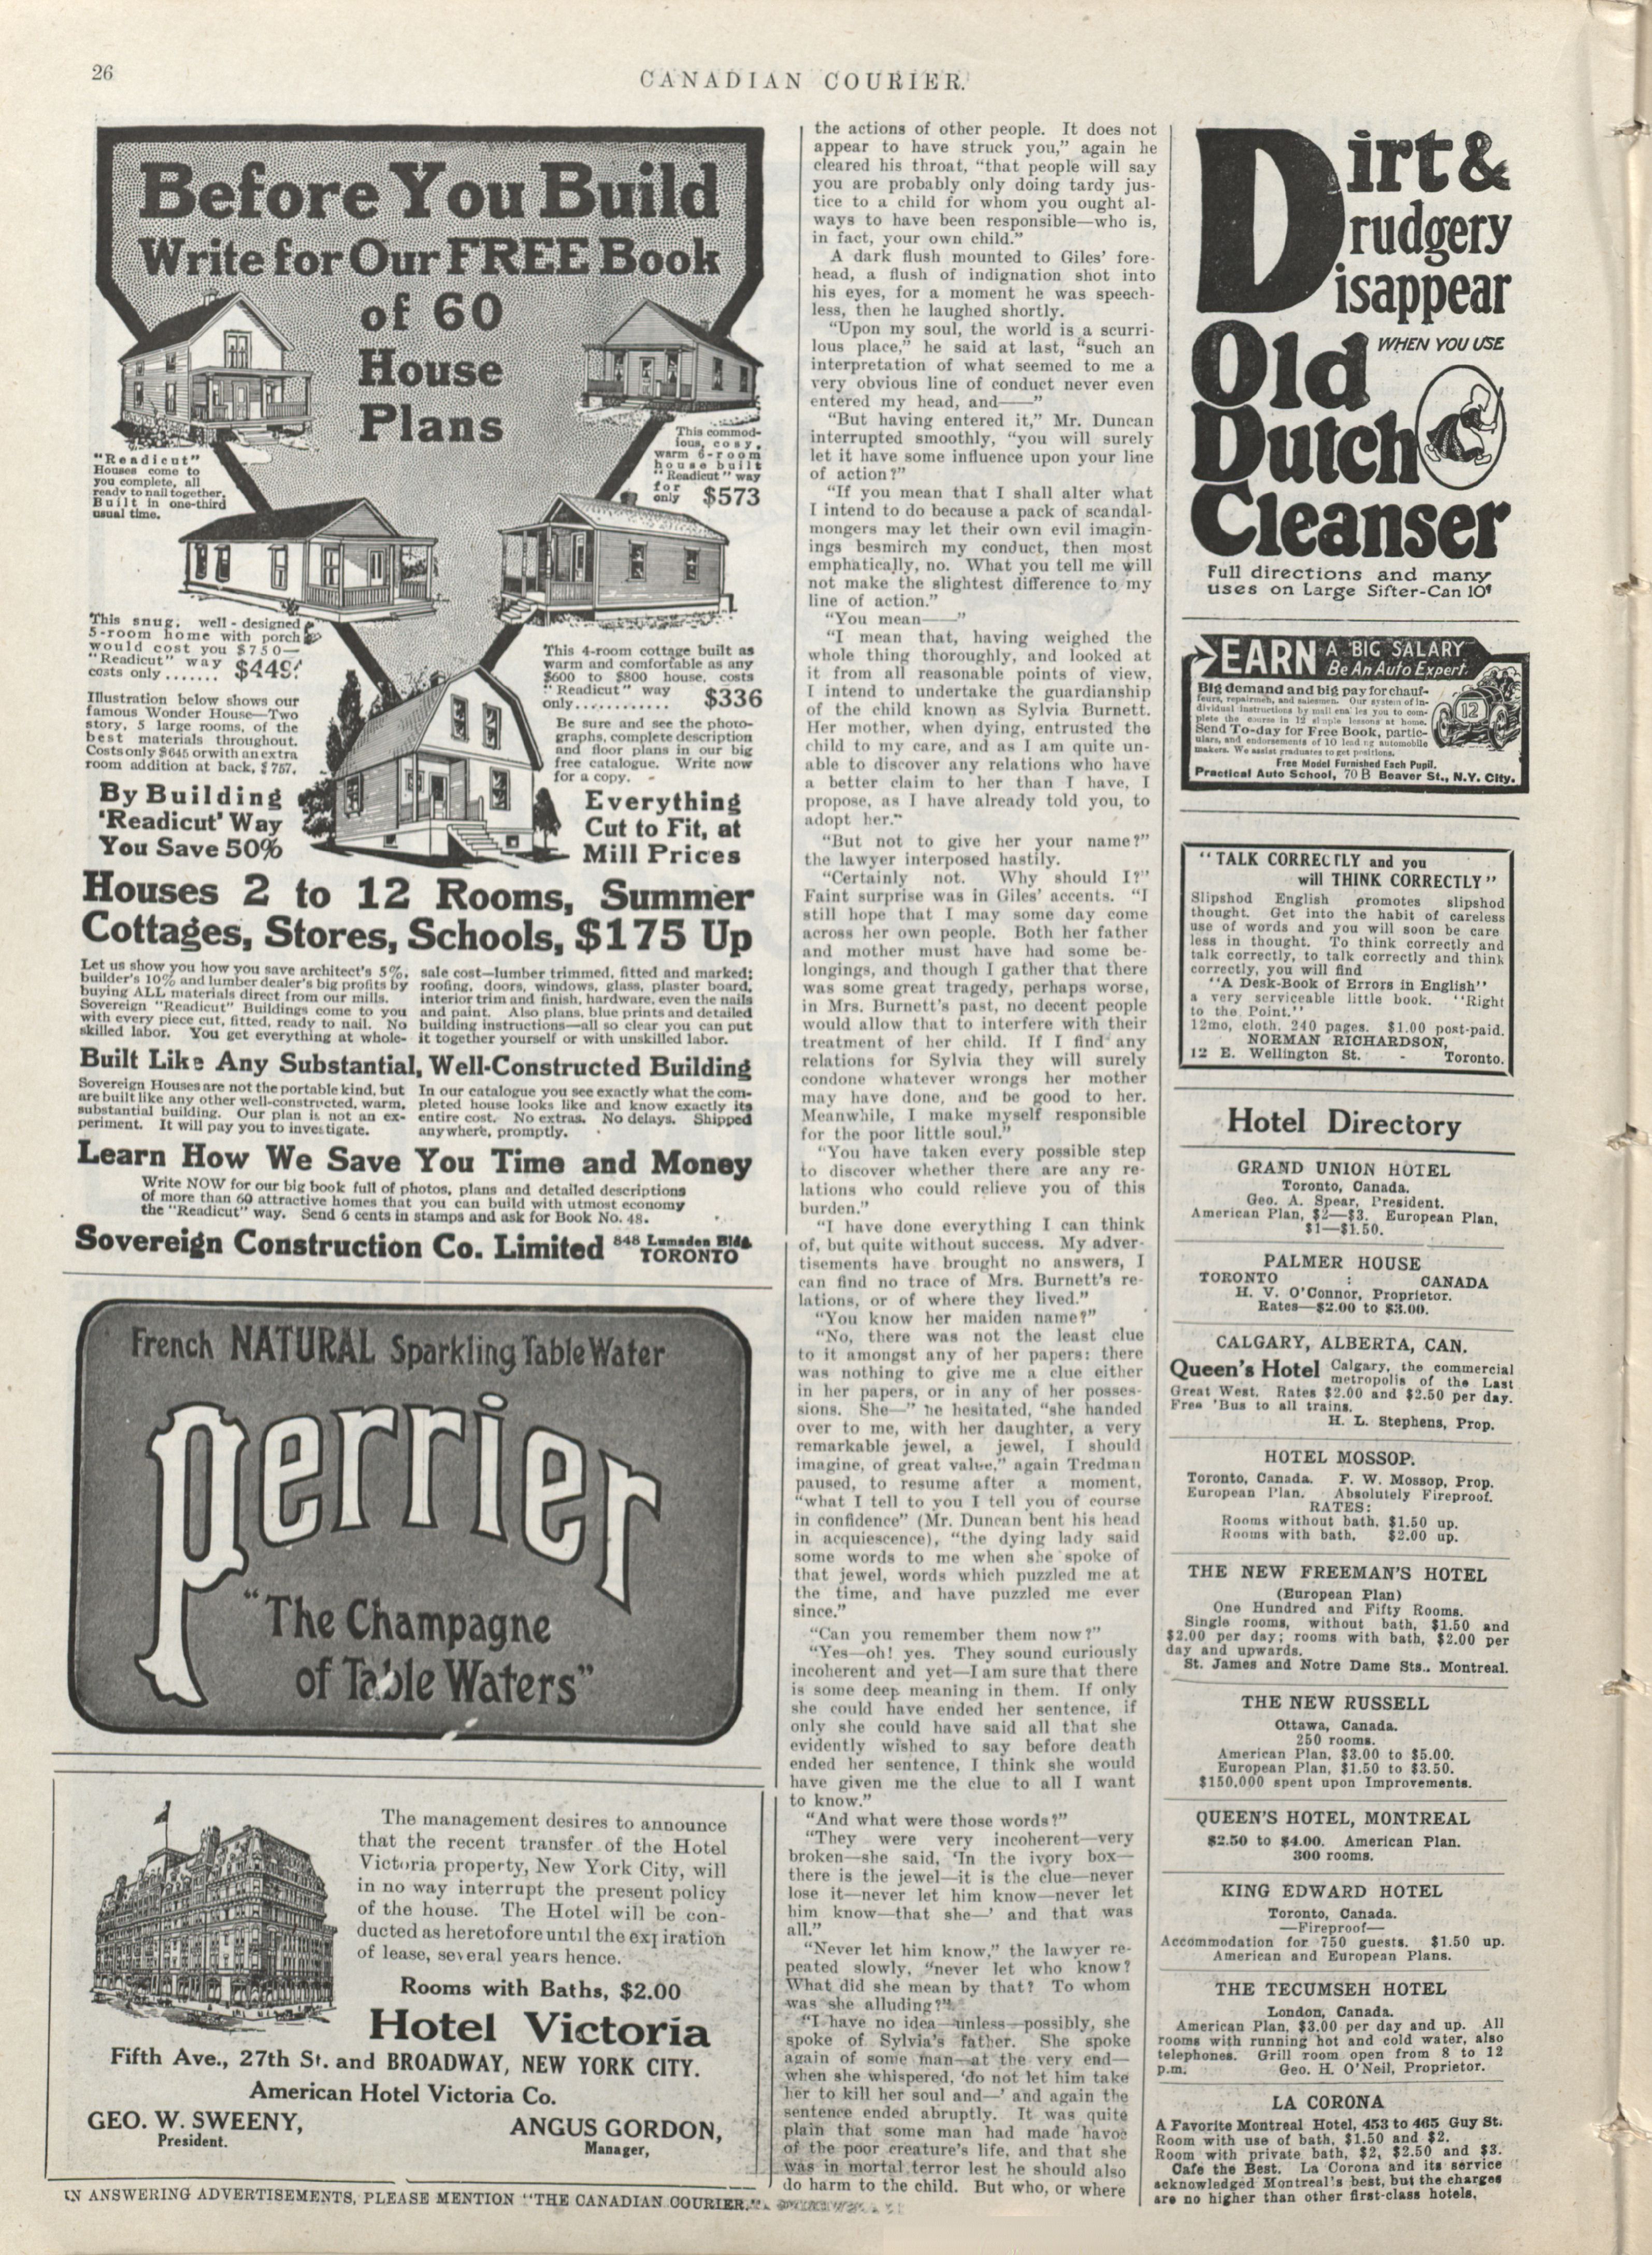 26
CANADIAN COURIER.
Before You Build
Write for Our FREE Book
of 60
House
Plans
"Readicut"
Houses come to
you complete, all
ready to nail together.
Built in one-third
usual time.
This commod-
ious, cosy,
warm 6-room
house built
"Readicut" way
for
only $573
This snug, well-designed
5-room home with porch
would cost you $750—
"Readicut" way
costs only ....... $449!
This 4-room cottage built as
warm and comfortable as any
$600 to $800 house, costs
"Readicut" way
only............ $336
Illustration below shows our
famous Wonder House—Two
story, 5 large rooms, of the
best materials throughout.
Costs only $645 or with an extra
room addition at back, $757.
Be sure and see the photo-
graphs, complete description
and floor plans in our big
free catalogue. Write now
for a copy.
By Building
'Readicut' Way
You Save 50%
Everything
Cut to Fit, at
Mill Prices
Houses 2 to 12 Rooms, Summer
Cottages, Stores, Schools, $175 Up
Let us show you how you save architect's 5%,
builder's 10% and lumber dealer's big profits by
buying ALL materials direct from our mills.
Sovereign "Readicut" Buildings come to you
with every piece cut, fitted, ready to nail. No
skilled labor. You get everything at whole-
sale cost—lumber trimmed, fitted and marked;
roofing, doors, windows, glass, plaster board,
interior trim and finish, hardware, even the nails
and paint. Also plans, blue prints and detailed
building instructions—all so clear you can put
it together yourself or with unskilled labor.
Built Like Any Substantial, Well-Constructed Building
Sovereign Houses are not the portable kind, but
are built like any other well-constructed, warm,
substantial building. Our plan is not an ex-
periment. It will pay you to investigate.
In our catalogue you see exactly what the com-
pleted house looks like and know exactly its
entire cost. No extras. No delays. Shipped
anywhere, promptly.
Learn How We Save You Time and Money
Write NOW for our big book full of photos, plans and detailed descriptions
of more than 60 attractive homes that you can build with utmost economy
the "Readicut" way. Send 6 cents in stamps and ask for Book No. 48.
Sovereign Construction Co. Limited 848 Lumsden Bldg.
TORONTO
French NATURAL Sparkling Table Water
Perrier
"The Champagne
of Table Waters"
The management desires to announce
that the recent transfer of the Hotel
Victoria property, New York City, will
in no way interrupt the present policy
of the house. The Hotel will be con-
ducted as heretofore until the expiration
of lease, several years hence.
Rooms with Baths, $2.00
Hotel Victoria
Fifth Ave., 27th St. and BROADWAY, NEW YORK CITY.
American Hotel Victoria Co.
GEO. W. SWEENY,
President.
ANGUS GORDON,
Manager,
the actions of other people. It does not
appear to have struck you," again he
cleared his throat, "that people will say
you are probably only doing tardy jus-
tice to a child for whom you ought al-
ways to have been responsible—who is,
in fact, your own child."
A dark flush mounted to Giles' fore-
head, a flush of indignation shot into
his eyes, for a moment he was speech-
less, then he laughed shortly.
"Upon my soul, the world is a scurri-
lous place," he said at last, "such an
interpretation of what seemed to me a
very obvious line of conduct never even
entered my head, and——"
"But having entered it," Mr. Duncan
interrupted smoothly, "you will surely
let it have some influence upon your line
of action?"
"If you mean that I shall alter what
I intend to do because a pack of scandal-
mongers may let their own evil imagin-
ings besmirch my conduct, then most
emphatically, no. What you tell me will
not make the slightest difference to my
line of action."
"You mean——"
"I mean that, having weighed the
whole thing thoroughly, and looked at
it from all reasonable points of view,
I intend to undertake the guardianship
of the child known as Sylvia Burnett.
Her mother, when dying, entrusted the
child to my care, and as I am quite un-
able to discover any relations who have
a better claim to her than I have, I
propose, as I have already told you, to
adopt her."
"But not to give her your name?"
the lawyer interposed hastily.
"Certainly not. Why should I?"
Faint surprise was in Giles' accents. "I
still hope that I may some day come
across her own people. Both her father
and mother must have had some be-
longings, and though I gather that there
was some great tragedy, perhaps worse,
in Mrs. Burnett's past, no decent people
would allow that to interfere with their
treatment of her child. If I find any
relations for Sylvia they will surely
condone whatever wrongs her mother
may have done, and be good to her.
Meanwhile, I make myself responsible
for the poor little soul."
"You have taken every possible step
to discover whether there are any re-
lations who could relieve you of this
burden."
"I have done everything I can think
of, but quite without success. My adver-
tisements have brought no answers, I
can find no trace of Mrs. Burnett's re-
lations, or of where they lived."
"You know her maiden name?"
"No, there was not the least clue
to it amongst any of her papers: there
was nothing to give me a clue either
in her papers, or in any of her posses-
sions. She—" he hesitated, "she handed
over to me, with her daughter, a very
remarkable jewel, a jewel, I should
imagine, of great value," again Tredman
paused, to resume after a moment,
"what I tell to you I tell you of course
in confidence" (Mr. Duncan bent his head
in acquiescence), "the dying lady said
some words to me when she spoke of
that jewel, words which puzzled me at
the time, and have puzzled me ever
since."
"Can you remember them now?"
"Yes—oh! yes. They sound curiously
incoherent and yet—I am sure that there
is some deep meaning in them. If only
she could have ended her sentence, if
only she could have said all that she
evidently wished to say before death
ended her sentence, I think she would
have given me the clue to all I want
to know."
"And what were those words?"
"They were very incoherent—very
broken—she said, 'In the ivory box—
there is the jewel—it is the clue—never
lose it—never let him know—never let
him know—that she—' and that was
all."
"Never let him know," the lawyer re-
peated slowly, "never let who know?
What did she mean by that? To whom
was she alluding?"
"I have no idea—unless—possibly, she
spoke of Sylvia's father. She spoke
again of some man—at the very end—
when she whispered, 'do not let him take
her to kill her soul and—' and again the
sentence ended abruptly. It was quite
plain that some man had made havoc
of the poor creature's life, and that she
was in mortal terror lest he should also
do harm to the child. But who, or where
Dirt &
Drudgery
Disappear
WHEN YOU USE
Old
Dutch
Cleanser
Full directions and many
uses on Large Sifter-Can 10¢
EARN A BIG SALARY
Be An Auto Expert.
Big demand and big pay for chauf-
feurs, repairmen, and salesmen. Our system of in-
dividual instructions by mail enables you to com-
plete the course in 12 simple lessons at home.
Send To-day for Free Book, partic-
ulars, and endorsements of 10 leading automobile
makers. We assist graduates to get positions.
Free Model Furnished Each Pupil.
Practical Auto School, 70 B Beaver St., N.Y. City.
12
"TALK CORRECTLY and you
will THINK CORRECTLY"
Slipshod English promotes slipshod
thought. Get into the habit of careless
use of words and you will soon be care
less in thought. To think correctly and
talk correctly, to talk correctly and think
correctly, you will find
"A Desk-Book of Errors in English"
a very serviceable little book. "Right
to the Point."
12mo, cloth, 240 pages. $1.00 post-paid.
NORMAN RICHARDSON,
12 E. Wellington St. - Toronto.
Hotel Directory
GRAND UNION HOTEL
Toronto, Canada.
Geo. A. Spear, President.
American Plan, $2—$3. European Plan,
$1—$1.50.
PALMER HOUSE
TORONTO : CANADA
H. V. O'Connor, Proprietor.
Rates—$2.00 to $3.00.
CALGARY, ALBERTA, CAN.
Queen's Hotel Calgary, the commercial
metropolis of the Last
Great West. Rates $2.00 and $2.50 per day.
Free 'Bus to all trains.
H. L. Stephens, Prop.
HOTEL MOSSOP.
Toronto, Canada. F. W. Mossop, Prop.
European Plan. Absolutely Fireproof.
RATES:
Rooms without bath, $1.50 up.
Rooms with bath, $2.00 up.
THE NEW FREEMAN'S HOTEL
(European Plan)
One Hundred and Fifty Rooms.
Single rooms, without bath, $1.50 and
$2.00 per day; rooms with bath, $2.00 per
day and upwards.
St. James and Notre Dame Sts., Montreal.
THE NEW RUSSELL
Ottawa, Canada.
250 rooms.
American Plan, $3.00 to $5.00.
European Plan, $1.50 to $3.50.
$150,000 spent upon Improvements.
QUEEN'S HOTEL, MONTREAL
$2.50 to $4.00. American Plan.
300 rooms.
KING EDWARD HOTEL
Toronto, Canada.
—Fireproof—
Accommodation for 750 guests. $1.50 up.
American and European Plans.
THE TECUMSEH HOTEL
London, Canada.
American Plan, $3.00 per day and up. All
rooms with running hot and cold water, also
telephones. Grill room open from 8 to 12
p.m. Geo. H. O'Neil, Proprietor.
LA CORONA
A Favorite Montreal Hotel, 453 to 465 Guy St.
Room with use of bath, $1.50 and $2.
Room with private bath, $2, $2.50 and $3.
Cafe the Best. La Corona and its service
acknowledged Montreal's best, but the charges
are no higher than other first-class hotels.
IN ANSWERING ADVERTISEMENTS, PLEASE MENTION "THE CANADIAN COURIER."